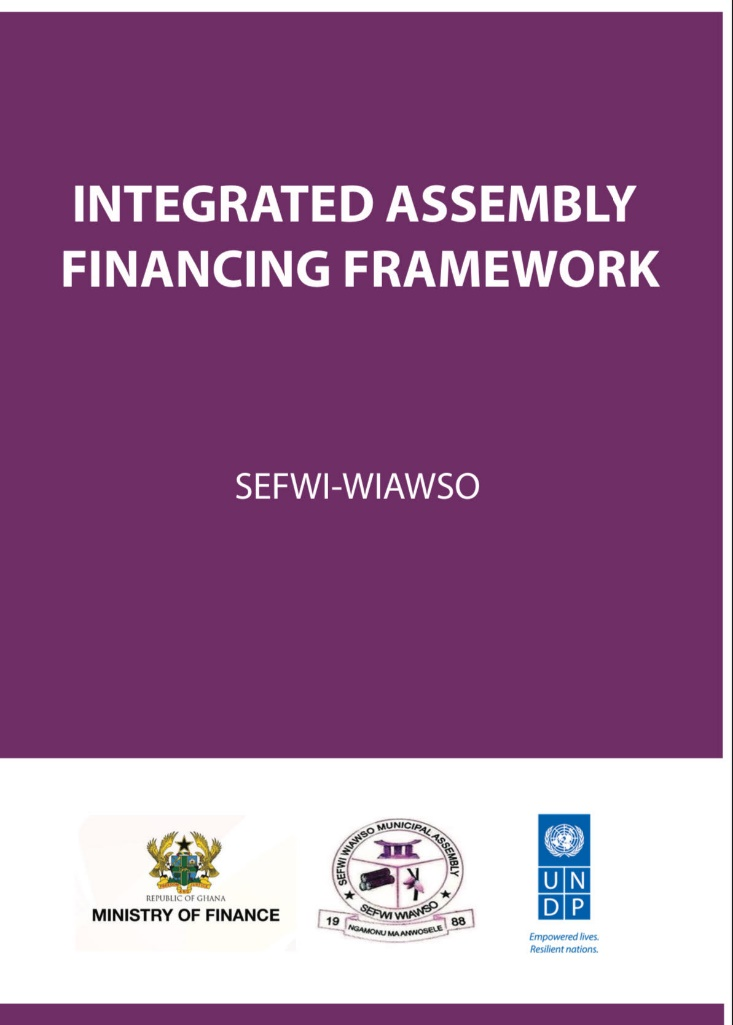 INTEGRATED ASSEMBLY
FINANCING FRAMEWORK
SEFWI-WIAWSO
REPUBLIC OF GHANA
MINISTRY OF FINANCE
SEFWI WIAWSO MUNICIPAL ASSEMBLY
SEFWI WIAWSO
19 88
NGAMONU MA ANWOSELE
U N
D P
Empowered lives.
Resilient nations.